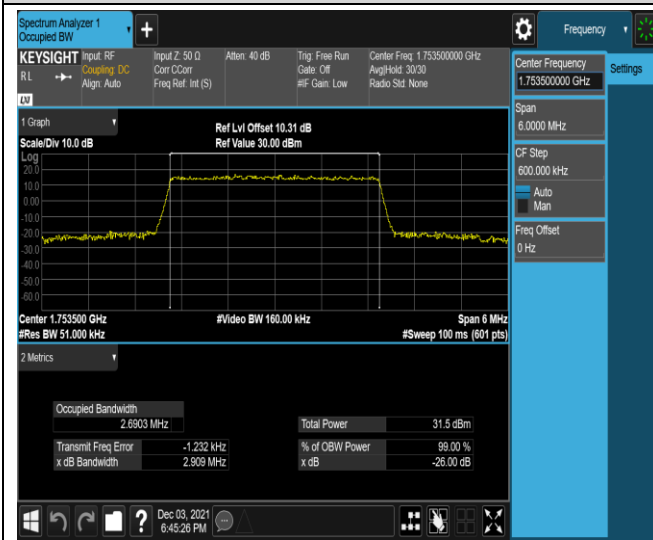 Spectrum Analyzer 1
Occupied BW
+
Frequency
KEYSIGHT
RL
LXI
Input: RF
Coupling: DC
Align: Auto
Input Z: 50 Ω
Corr CCorr
Freq Ref: Int (S)
Atten: 40 dB
Trig: Free Run
Gate: Off
#IF Gain: Low
Center Freq: 1.753500000 GHz
Avg|Hold: 30/30
Radio Std: None
Center Frequency
1.753500000 GHz
Settings
Span
6.0000 MHz
CF Step
600.000 kHz
Auto
Man
Freq Offset
0 Hz
1 Graph
Scale/Div 10.0 dB
Ref Lvl Offset 10.31 dB
Ref Value 30.00 dBm
Log
20.0
10.0
0.00
-10.0
-20.0
-30.0
-40.0
-50.0
-60.0
Center 1.753500 GHz
#Video BW 160.00 kHz
Span 6 MHz
#Res BW 51.000 kHz
#Sweep 100 ms (601 pts)
2 Metrics
Occupied Bandwidth
2.6903 MHz
Total Power 31.5 dBm
Transmit Freq Error -1.232 kHz
% of OBW Power 99.00 %
x dB Bandwidth 2.909 MHz
x dB -26.00 dB
?
Dec 03, 2021
6:45:26 PM